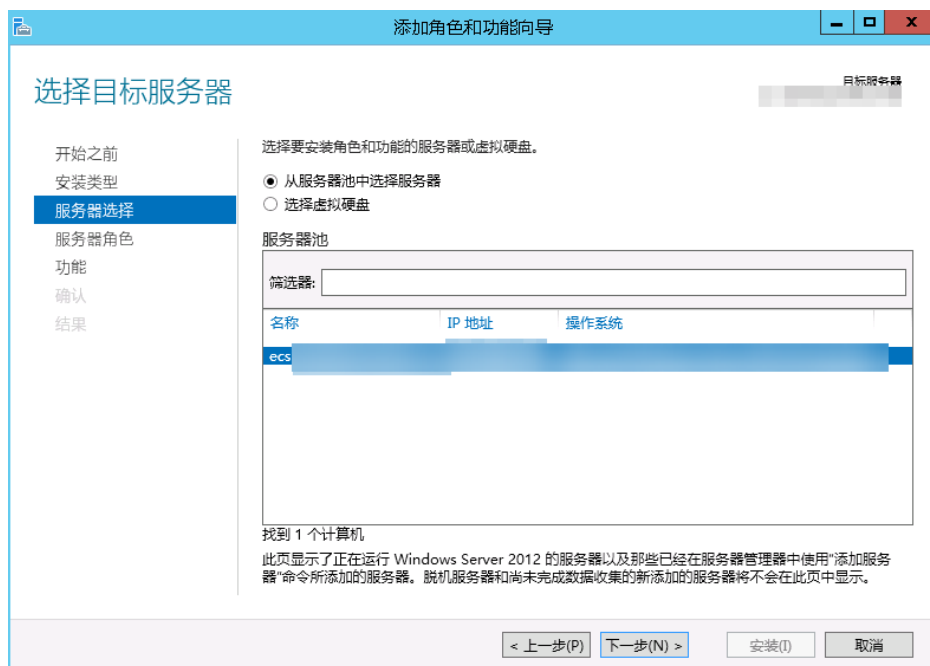 添加角色和功能向导
选择目标服务器
目标服务器
开始之前
安装类型
服务器选择
服务器角色
功能
确认
结果
选择要安装角色和功能的服务器或虚拟硬盘。
从服务器池中选择服务器
选择虚拟硬盘
服务器池
筛选器:
名称 IP 地址 操作系统
ecs
找到 1 个计算机
此页显示了正在运行 Windows Server 2012 的服务器以及那些已经在服务器管理器中使用"添加服务
器"命令所添加的服务器。脱机服务器和尚未完成数据收集的新添加的服务器将不会在此页中显示。
< 上一步(P) 下一步(N) > 安装(I) 取消